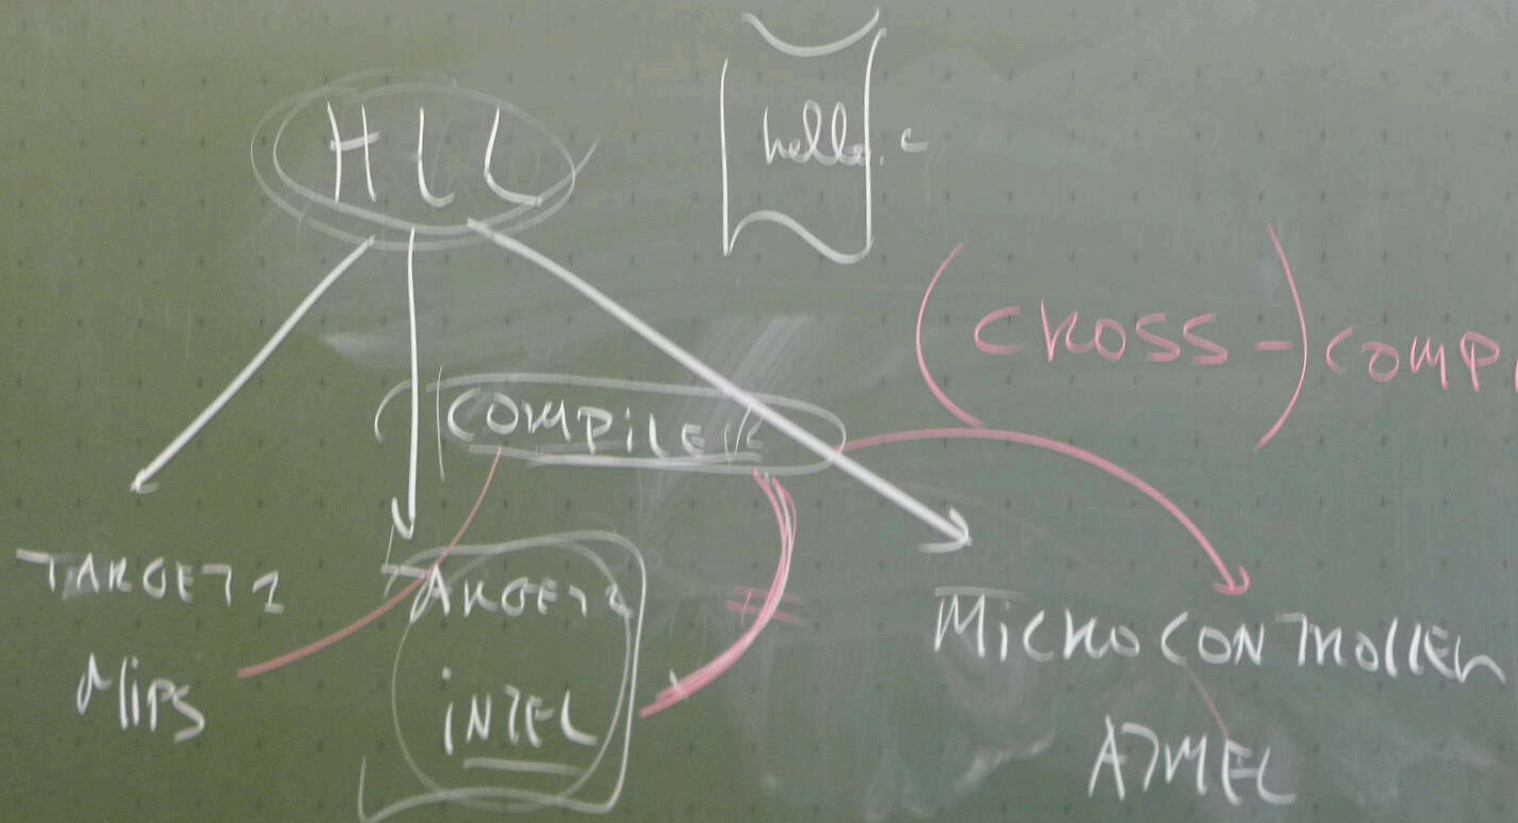 HLL
hello.c
(CROSS-)COMP
COMPILER
TARGET 1
TARGET 2
MICROCONTROLLER
MIPS
INTEL
ATMEL